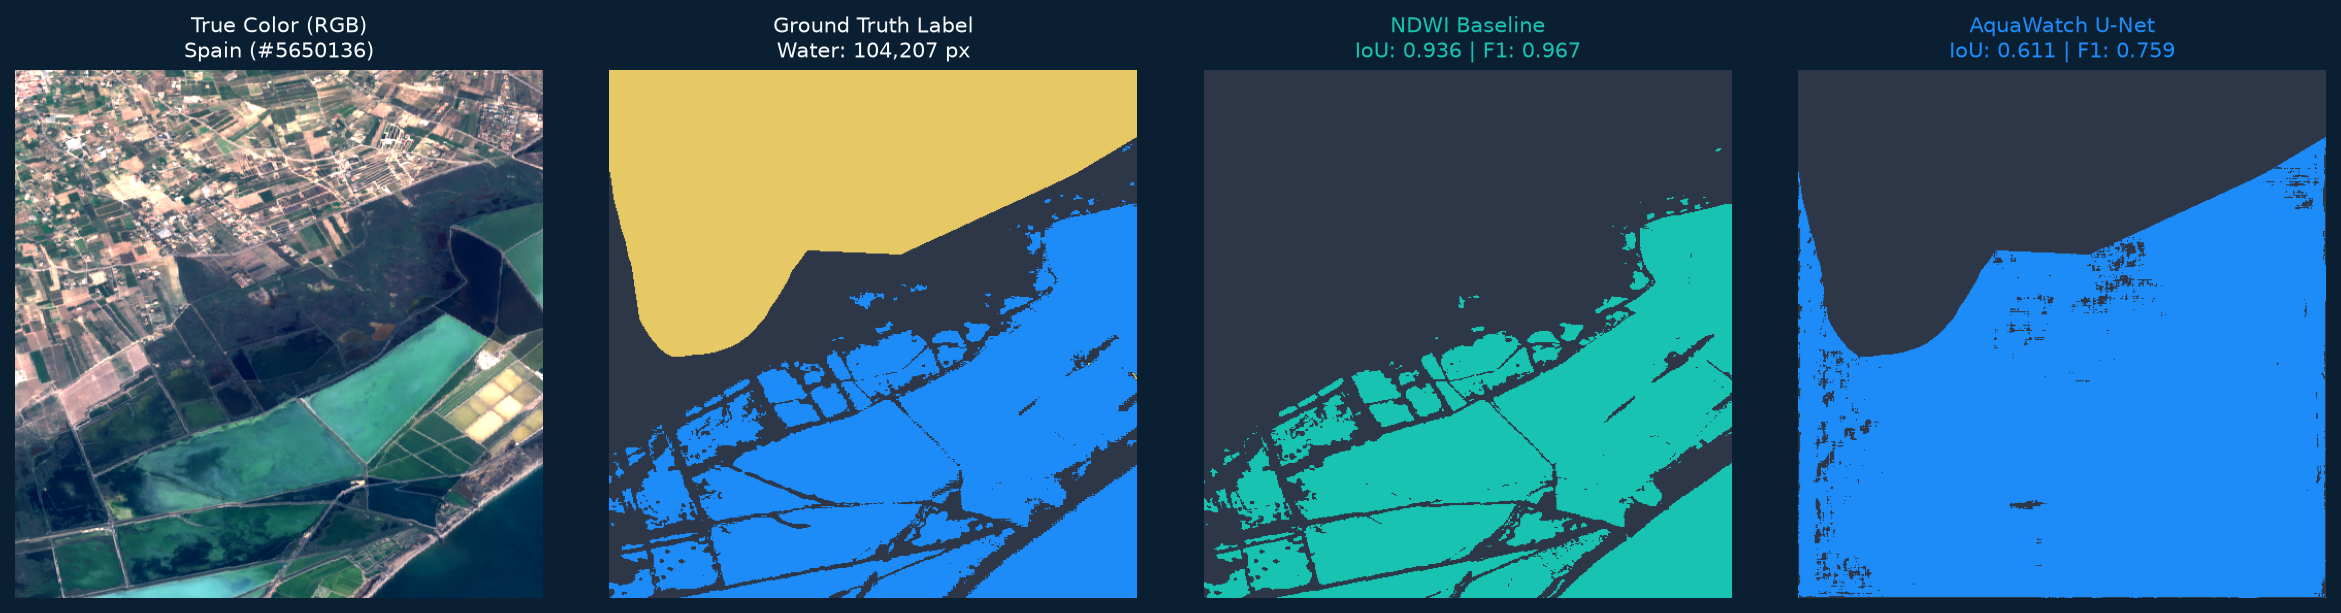 True Color (RGB)
Spain (#5650136)
Ground Truth Label
Water: 104,207 px
NDWI Baseline
IoU: 0.936 | F1: 0.967
AquaWatch U-Net
IoU: 0.611 | F1: 0.759